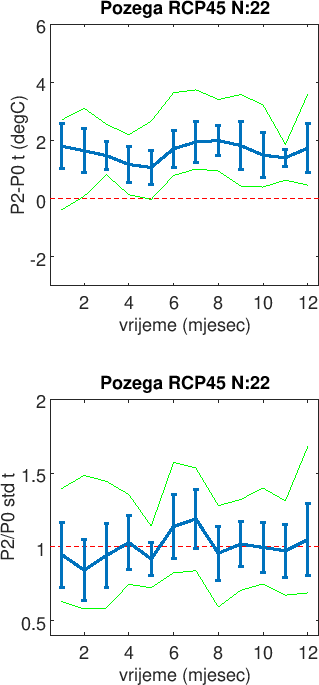 Pozega RCP45 N:22
6
4
2
0
-2
P2-P0 t (degC)
2 4 6 8 10 12
vrijeme (mjesec)
Pozega RCP45 N:22
2
1.5
1
0.5
P2/P0 std t
2 4 6 8 10 12
vrijeme (mjesec)